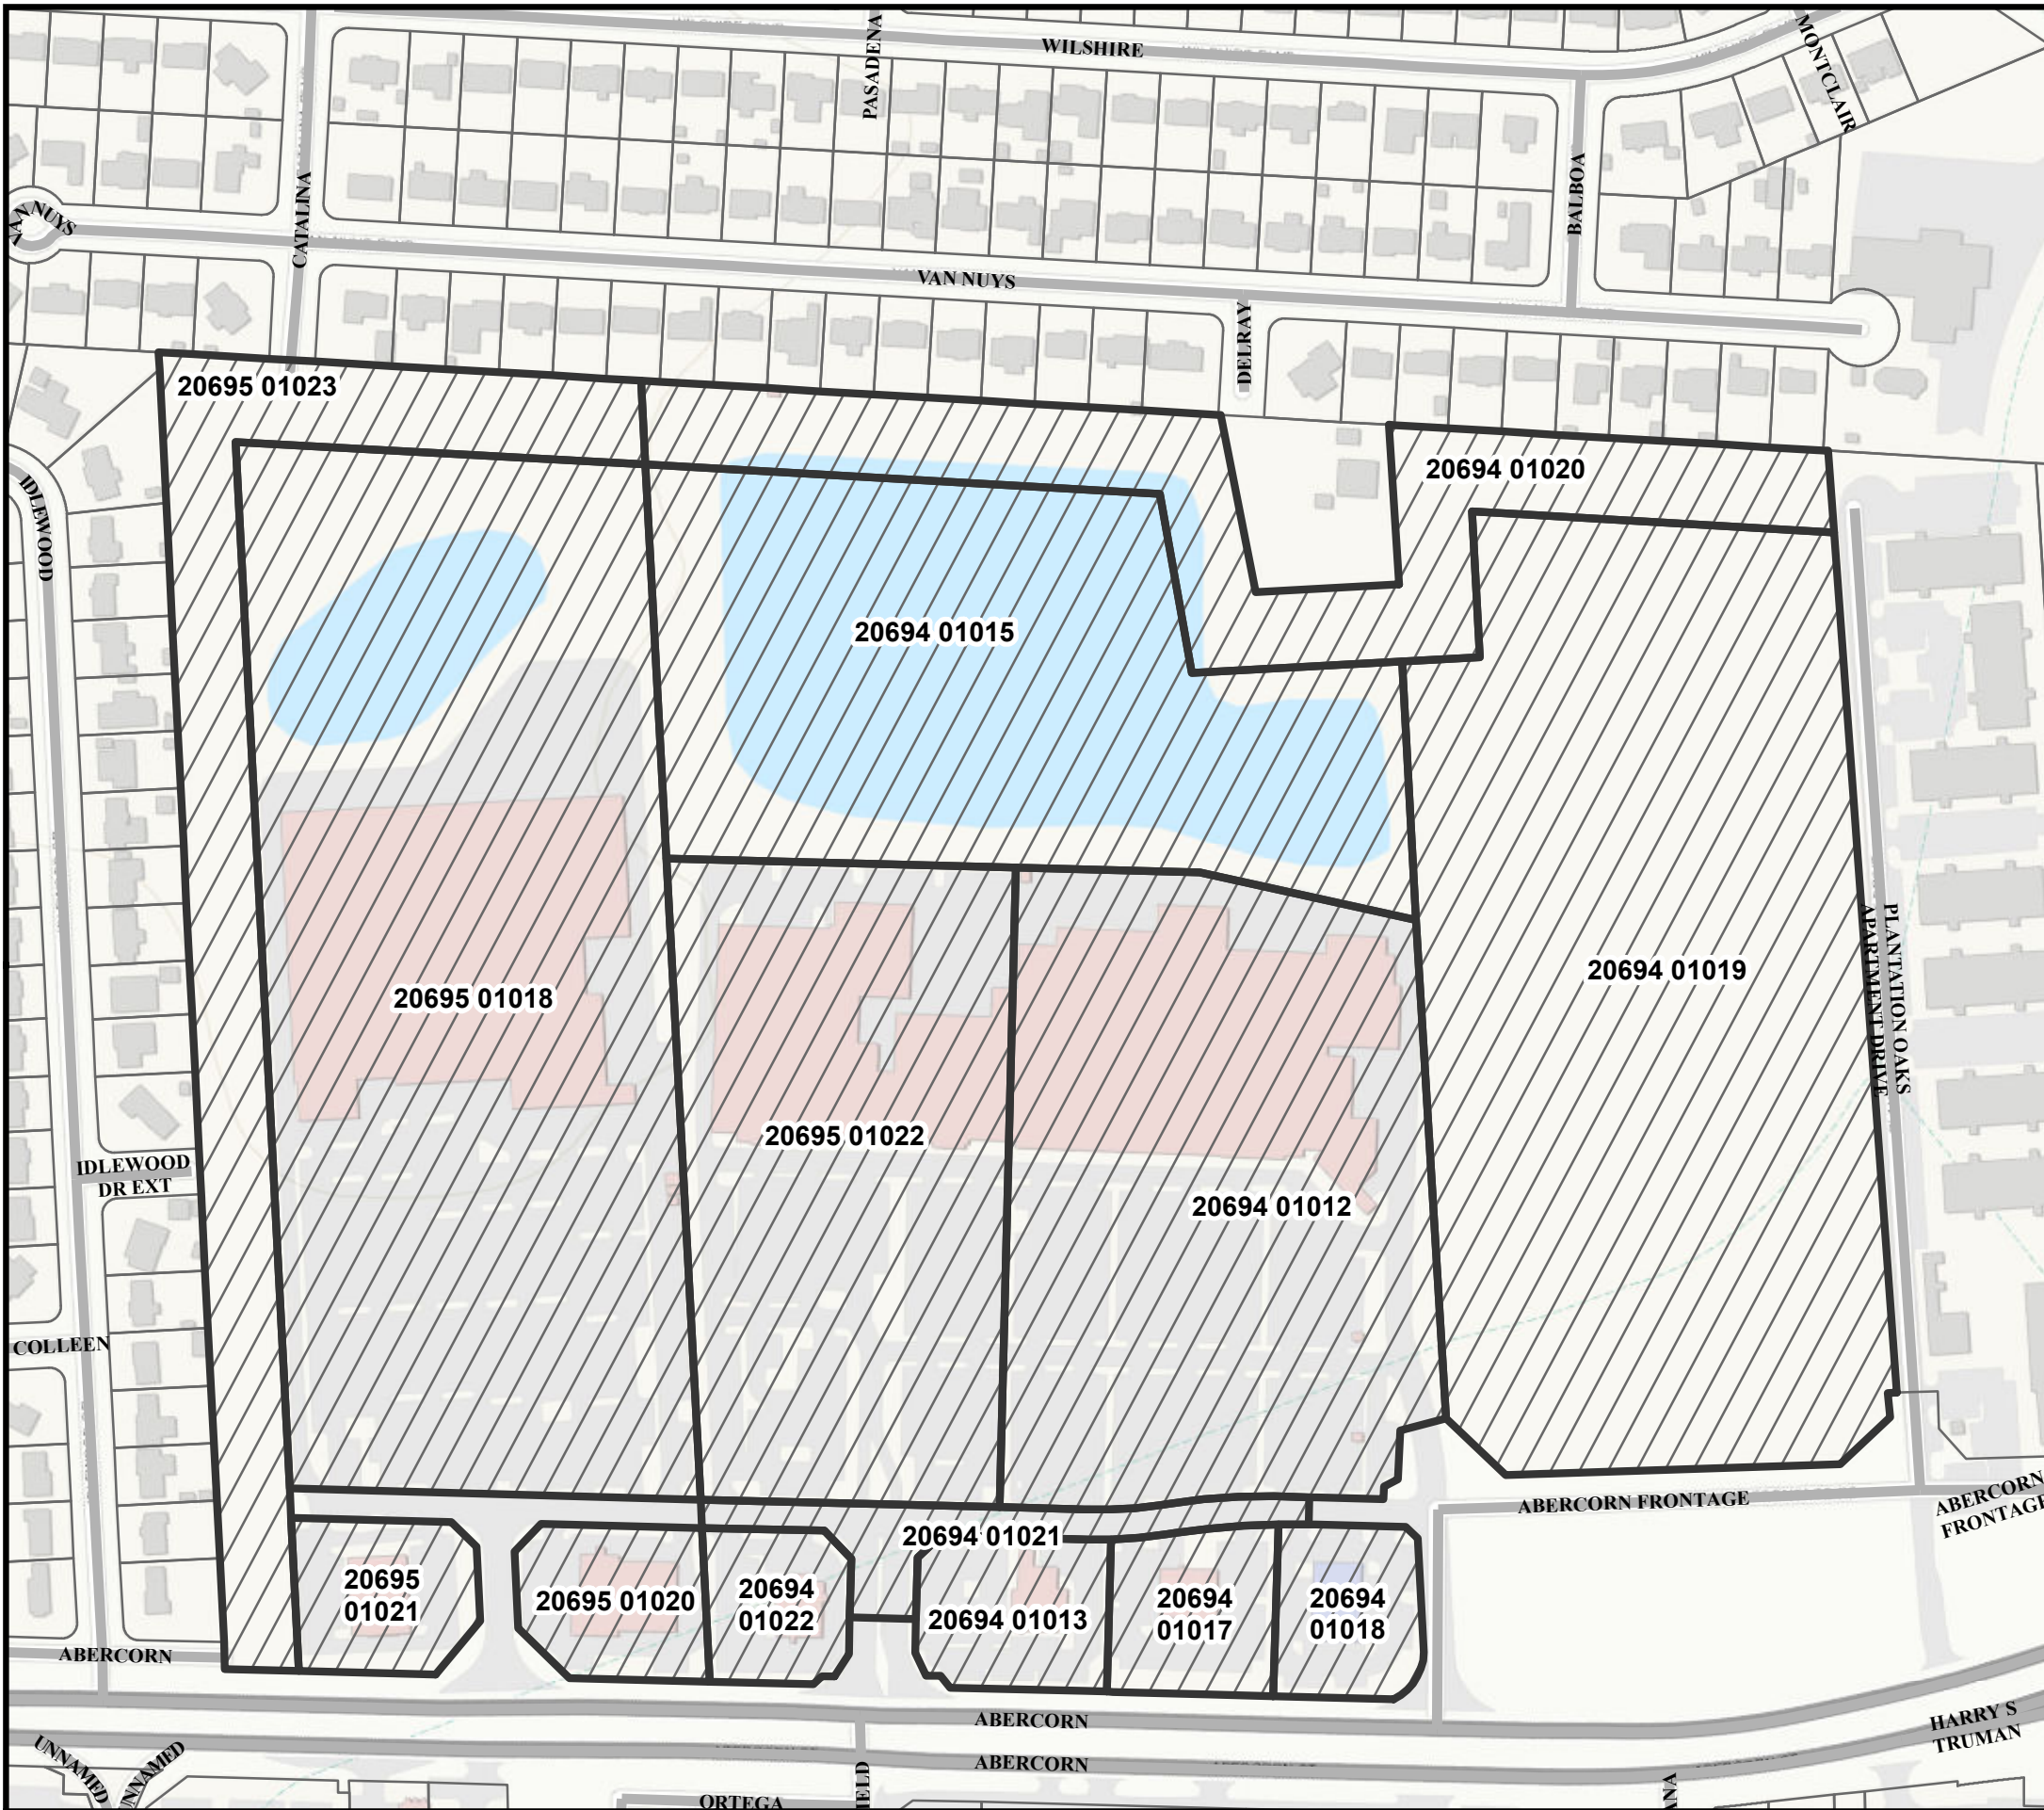 WILSHIRE
PASADENA
MONTCLAIR
CATALINA
BALBOA
VAN NUYS
VAN NUYS
DELRAY
20695 01023
20694 01020
IDLEWOOD
20694 01015
20694 01019
PLANTATION OAKS
APARTMENT DRIVE
20695 01018
20695 01022
IDLEWOOD
DR EXT
20694 01012
COLLEEN
ABERCORN FRONTAGE
ABERCORN
FRONTAGE
20694 01021
20695
01021
20695 01020
20694
01022
20694 01013
20694
01017
20694
01018
ABERCORN
ABERCORN
HARRY S
TRUMAN
ABERCORN
UNNAMED
UNNAMED
ORTEGA
IELD
ANA